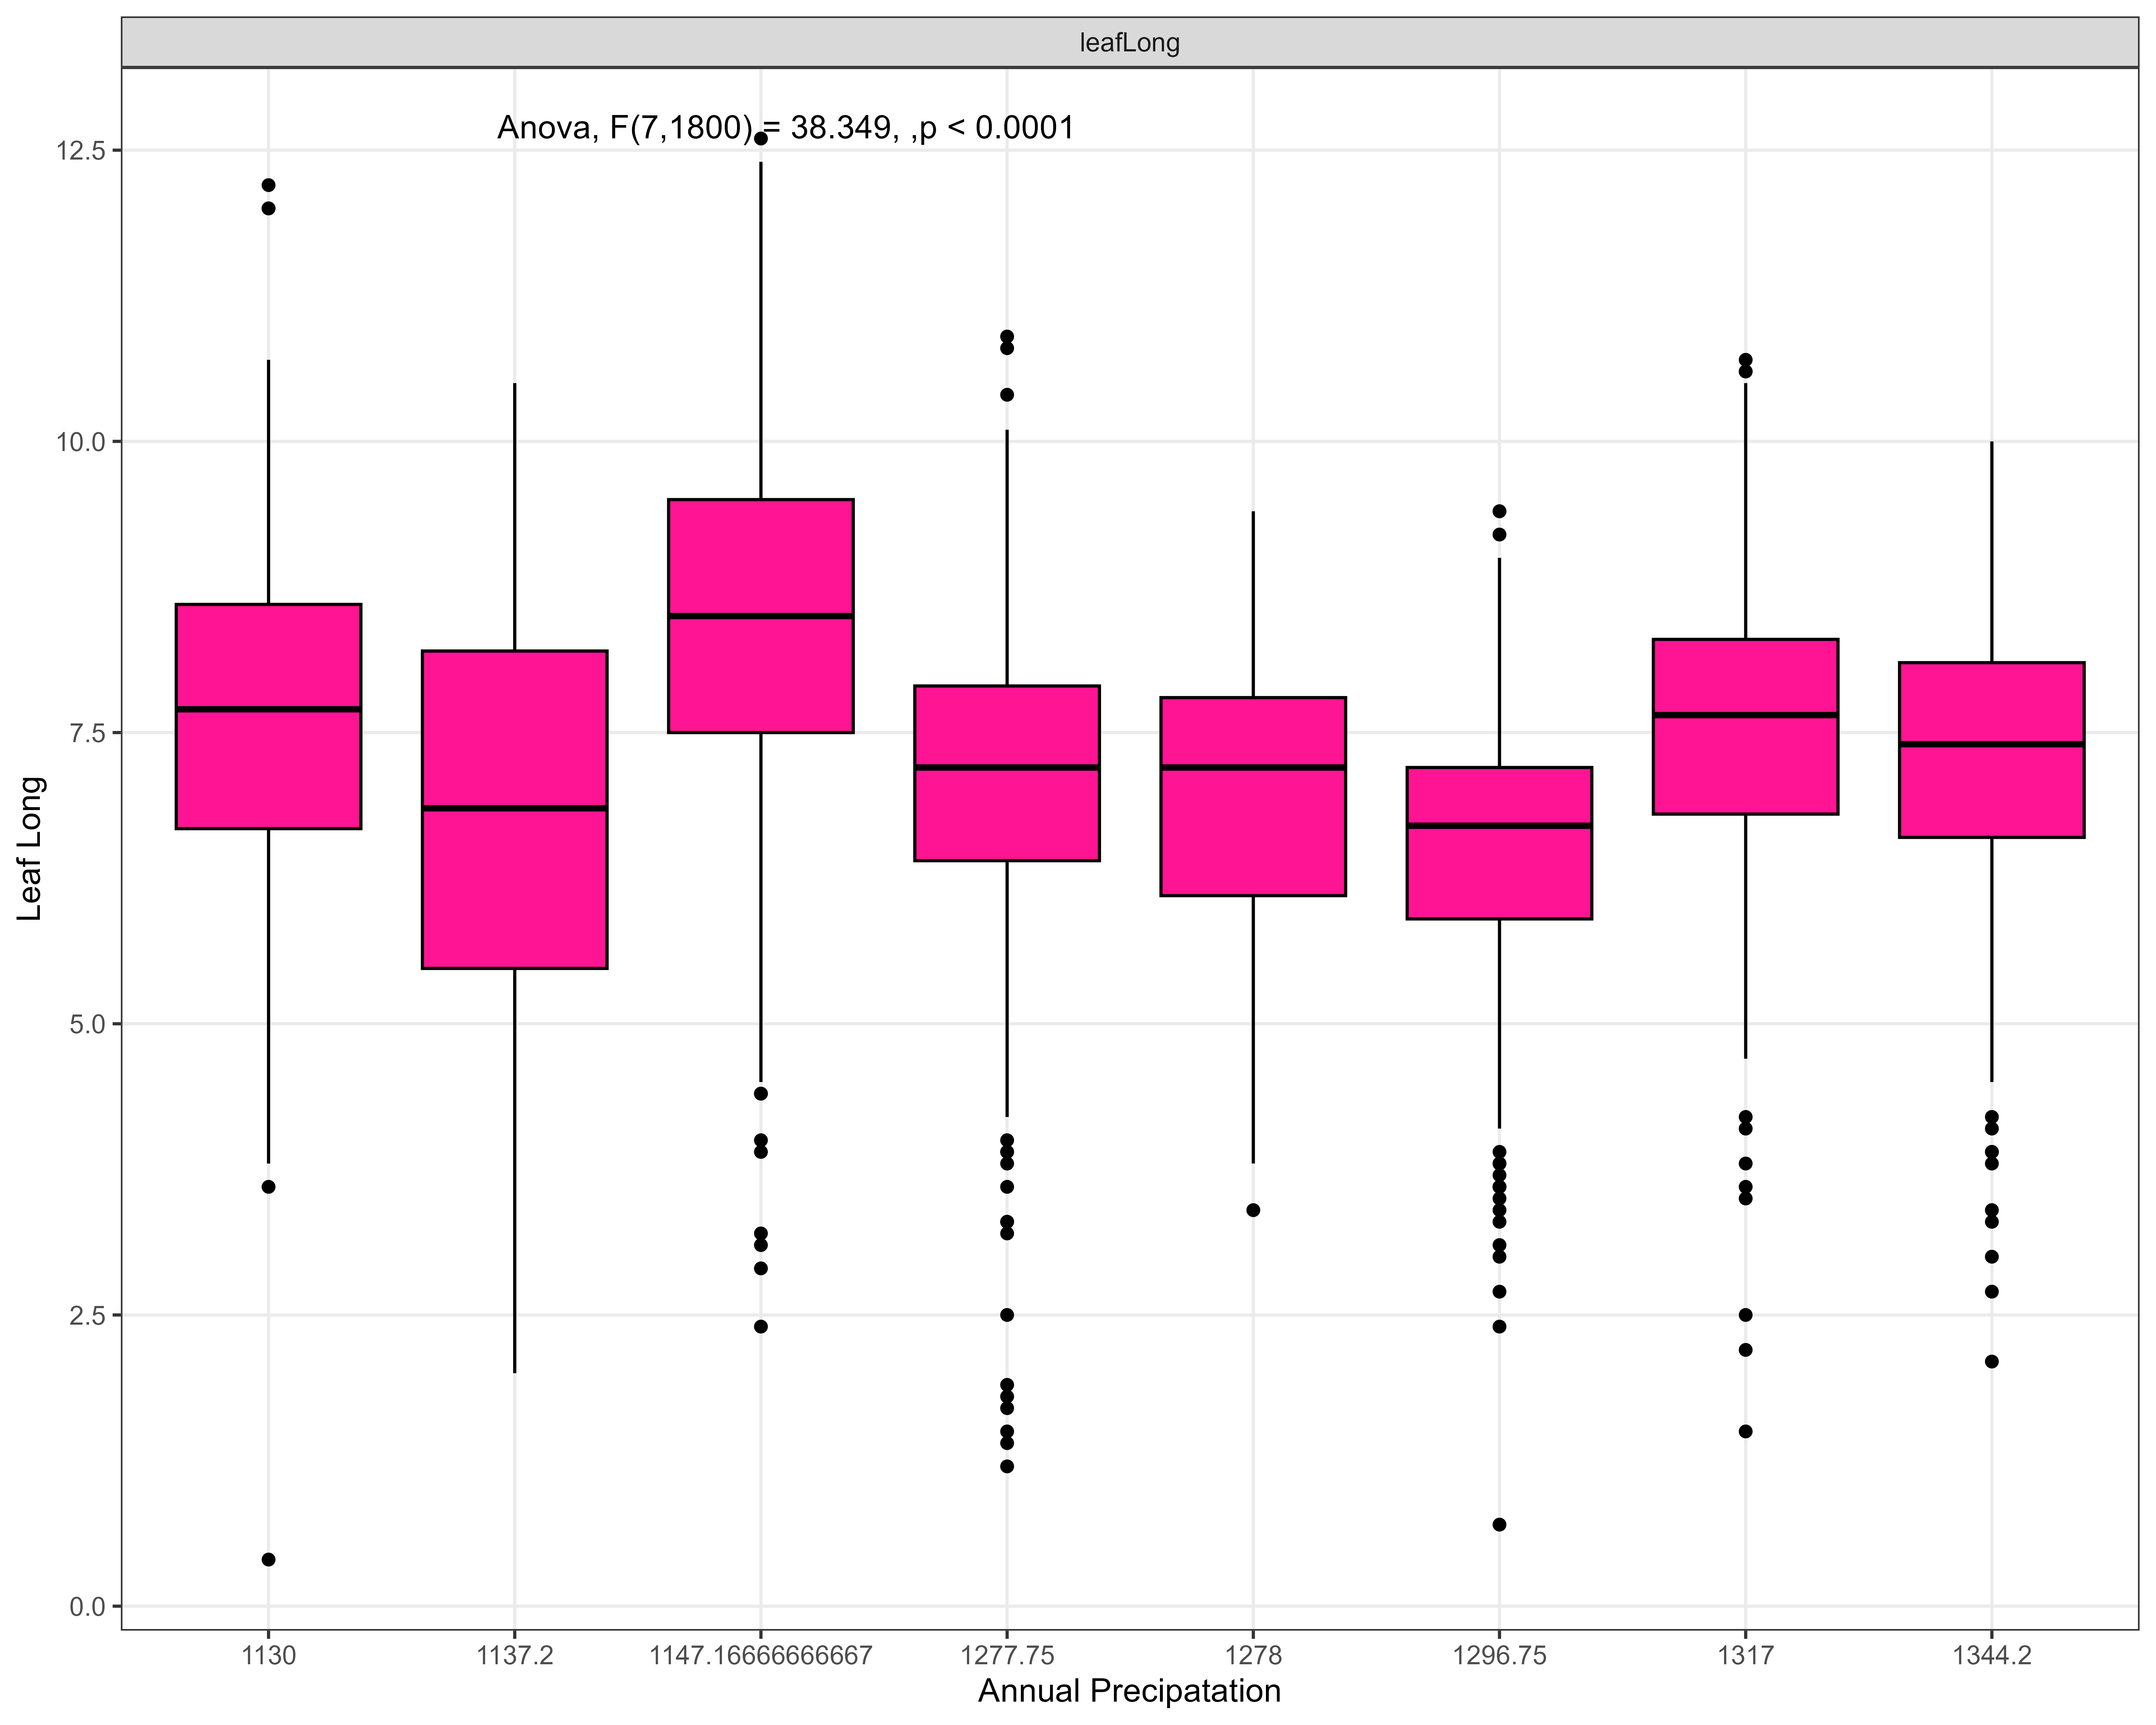 leafLong
Anova, F(7,1800) = 38.349, ,p < 0.0001
12.5
10.0
7.5
5.0
2.5
0.0
Leaf Long
1130 1137.2 1147.16666666667 1277.75 1278 1296.75 1317 1344.2
Annual Precipatation